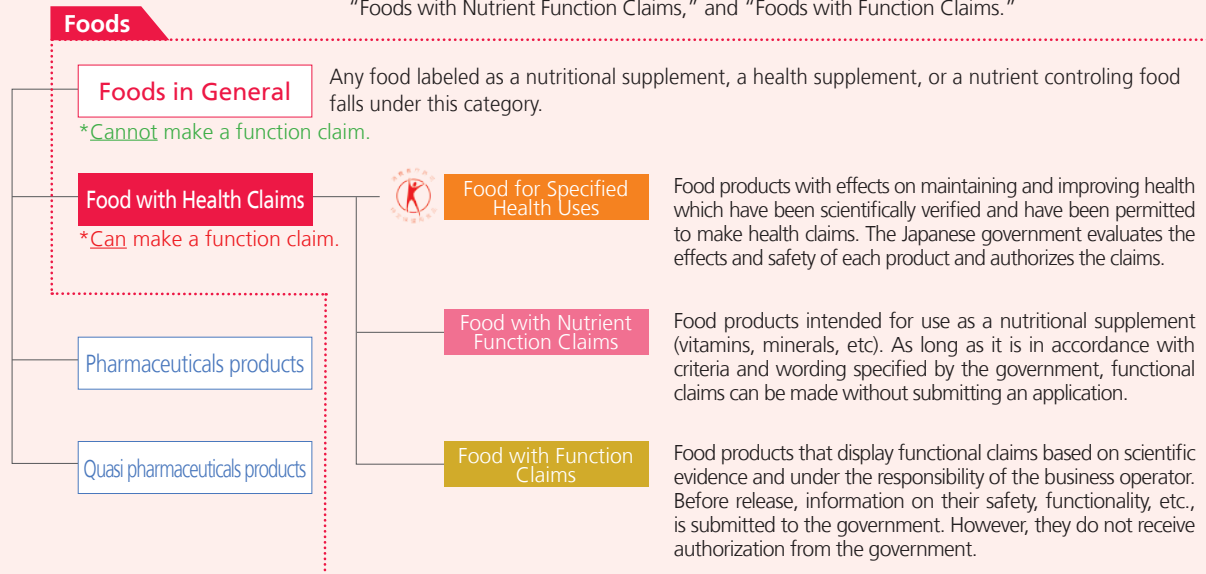 “Foods with Nutrient Function Claims,” and “Foods with Function Claims.”
Foods
Foods in General
*Cannot make a function claim.
Any food labeled as a nutritional supplement, a health supplement, or a nutrient controling food
falls under this category.
Food with Health Claims
*Can make a function claim.
Food for Specified
Health Uses
Food products with effects on maintaining and improving health
which have been scientifically verified and have been permitted
to make health claims. The Japanese government evaluates the
effects and safety of each product and authorizes the claims.
Food with Nutrient
Function Claims
Food products intended for use as a nutritional supplement
(vitamins, minerals, etc). As long as it is in accordance with
criteria and wording specified by the government, functional
claims can be made without submitting an application.
Pharmaceuticals products
Quasi pharmaceuticals products
Food with Function
Claims
Food products that display functional claims based on scientific
evidence and under the responsibility of the business operator.
Before release, information on their safety, functionality, etc.,
is submitted to the government. However, they do not receive
authorization from the government.